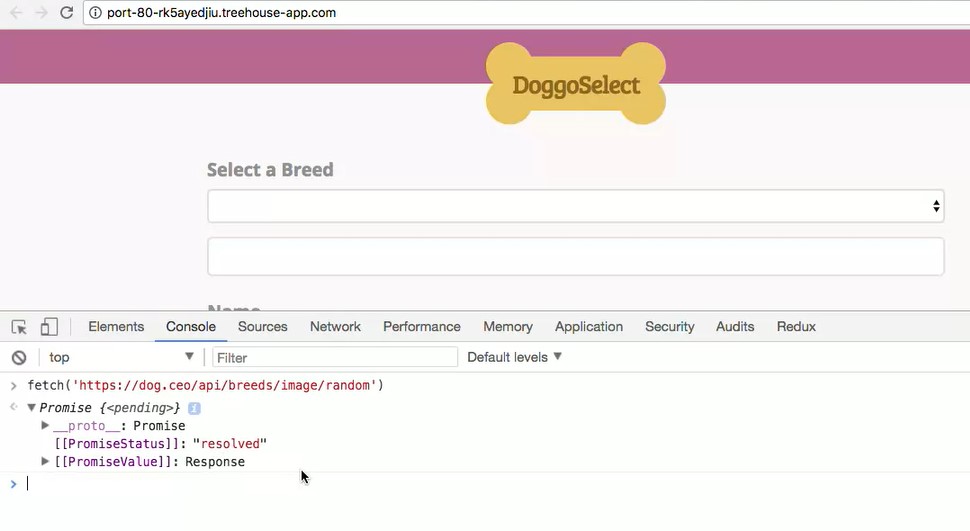 port-80-rk5ayedjiu.treehouse-app.com
DoggoSelect
Select a Breed
Name
Elements Console Sources Network Performance Memory Application Security Audits Redux
top Filter Default levels
fetch('https://dog.ceo/api/breeds/image/random')
Promise {<pending>}
__proto__: Promise
[[PromiseStatus]]: "resolved"
[[PromiseValue]]: Response